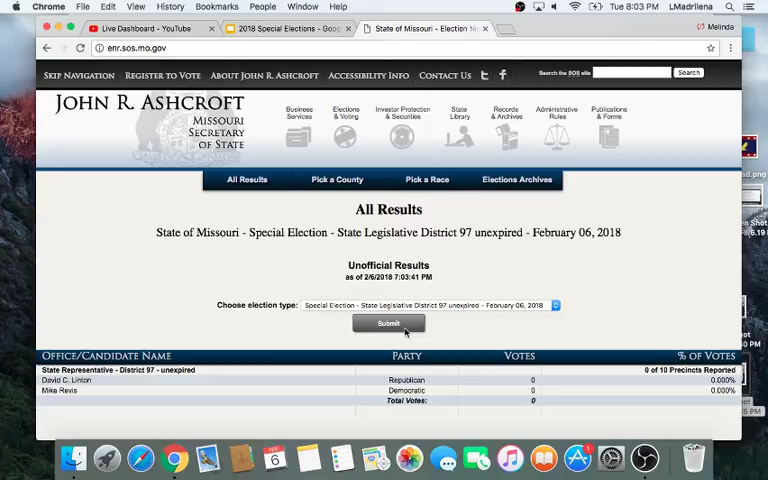 Chrome File Edit View History Bookmarks People Window Help Tue 8:03 PM LMadrilena
Live Dashboard - YouTube 2018 Special Elections - Goog State of Missouri - Election N Melinda
enr.sos.mo.gov
Skip Navigation Register to Vote About John R. Ashcroft Accessibility Info Contact Us Search the SOS site Search
John R. Ashcroft
Missouri
Secretary
of State
Business Services Elections & Voting Investor Protection & Securities State Library Records & Archives Administrative Rules Publications & Forms
All Results Pick a County Pick a Race Elections Archives
All Results
State of Missouri - Special Election - State Legislative District 97 unexpired - February 06, 2018
Unofficial Results
as of 2/6/2018 7:03:41 PM
Choose election type: Special Election - State Legislative District 97 unexpired - February 06, 2018
Submit
Office/Candidate Name Party Votes % of Votes
State Representative - District 97 - unexpired 0 of 10 Precincts Reported
David C. Linton Republican 0 0.000%
Mike Revis Democratic 0 0.000%
Total Votes: 0
FEB
6